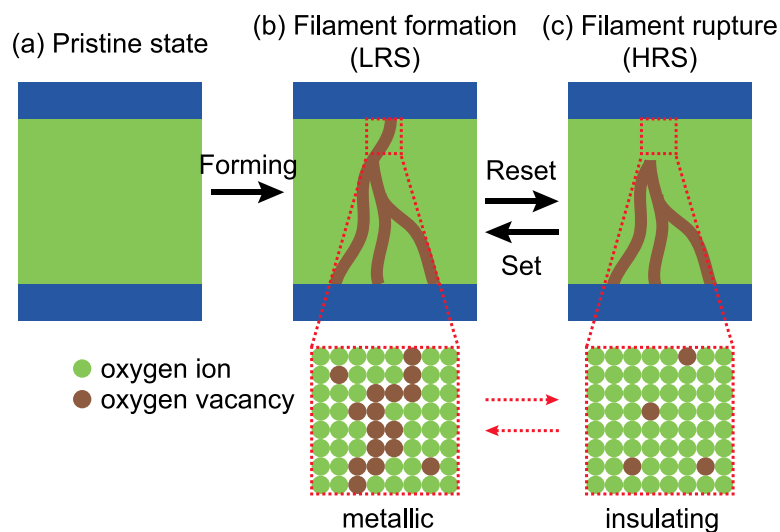 (a) Pristine state
(b) Filament formation
(LRS)
(c) Filament rupture
(HRS)
Forming
Reset
Set
oxygen ion
oxygen vacancy
metallic
insulating